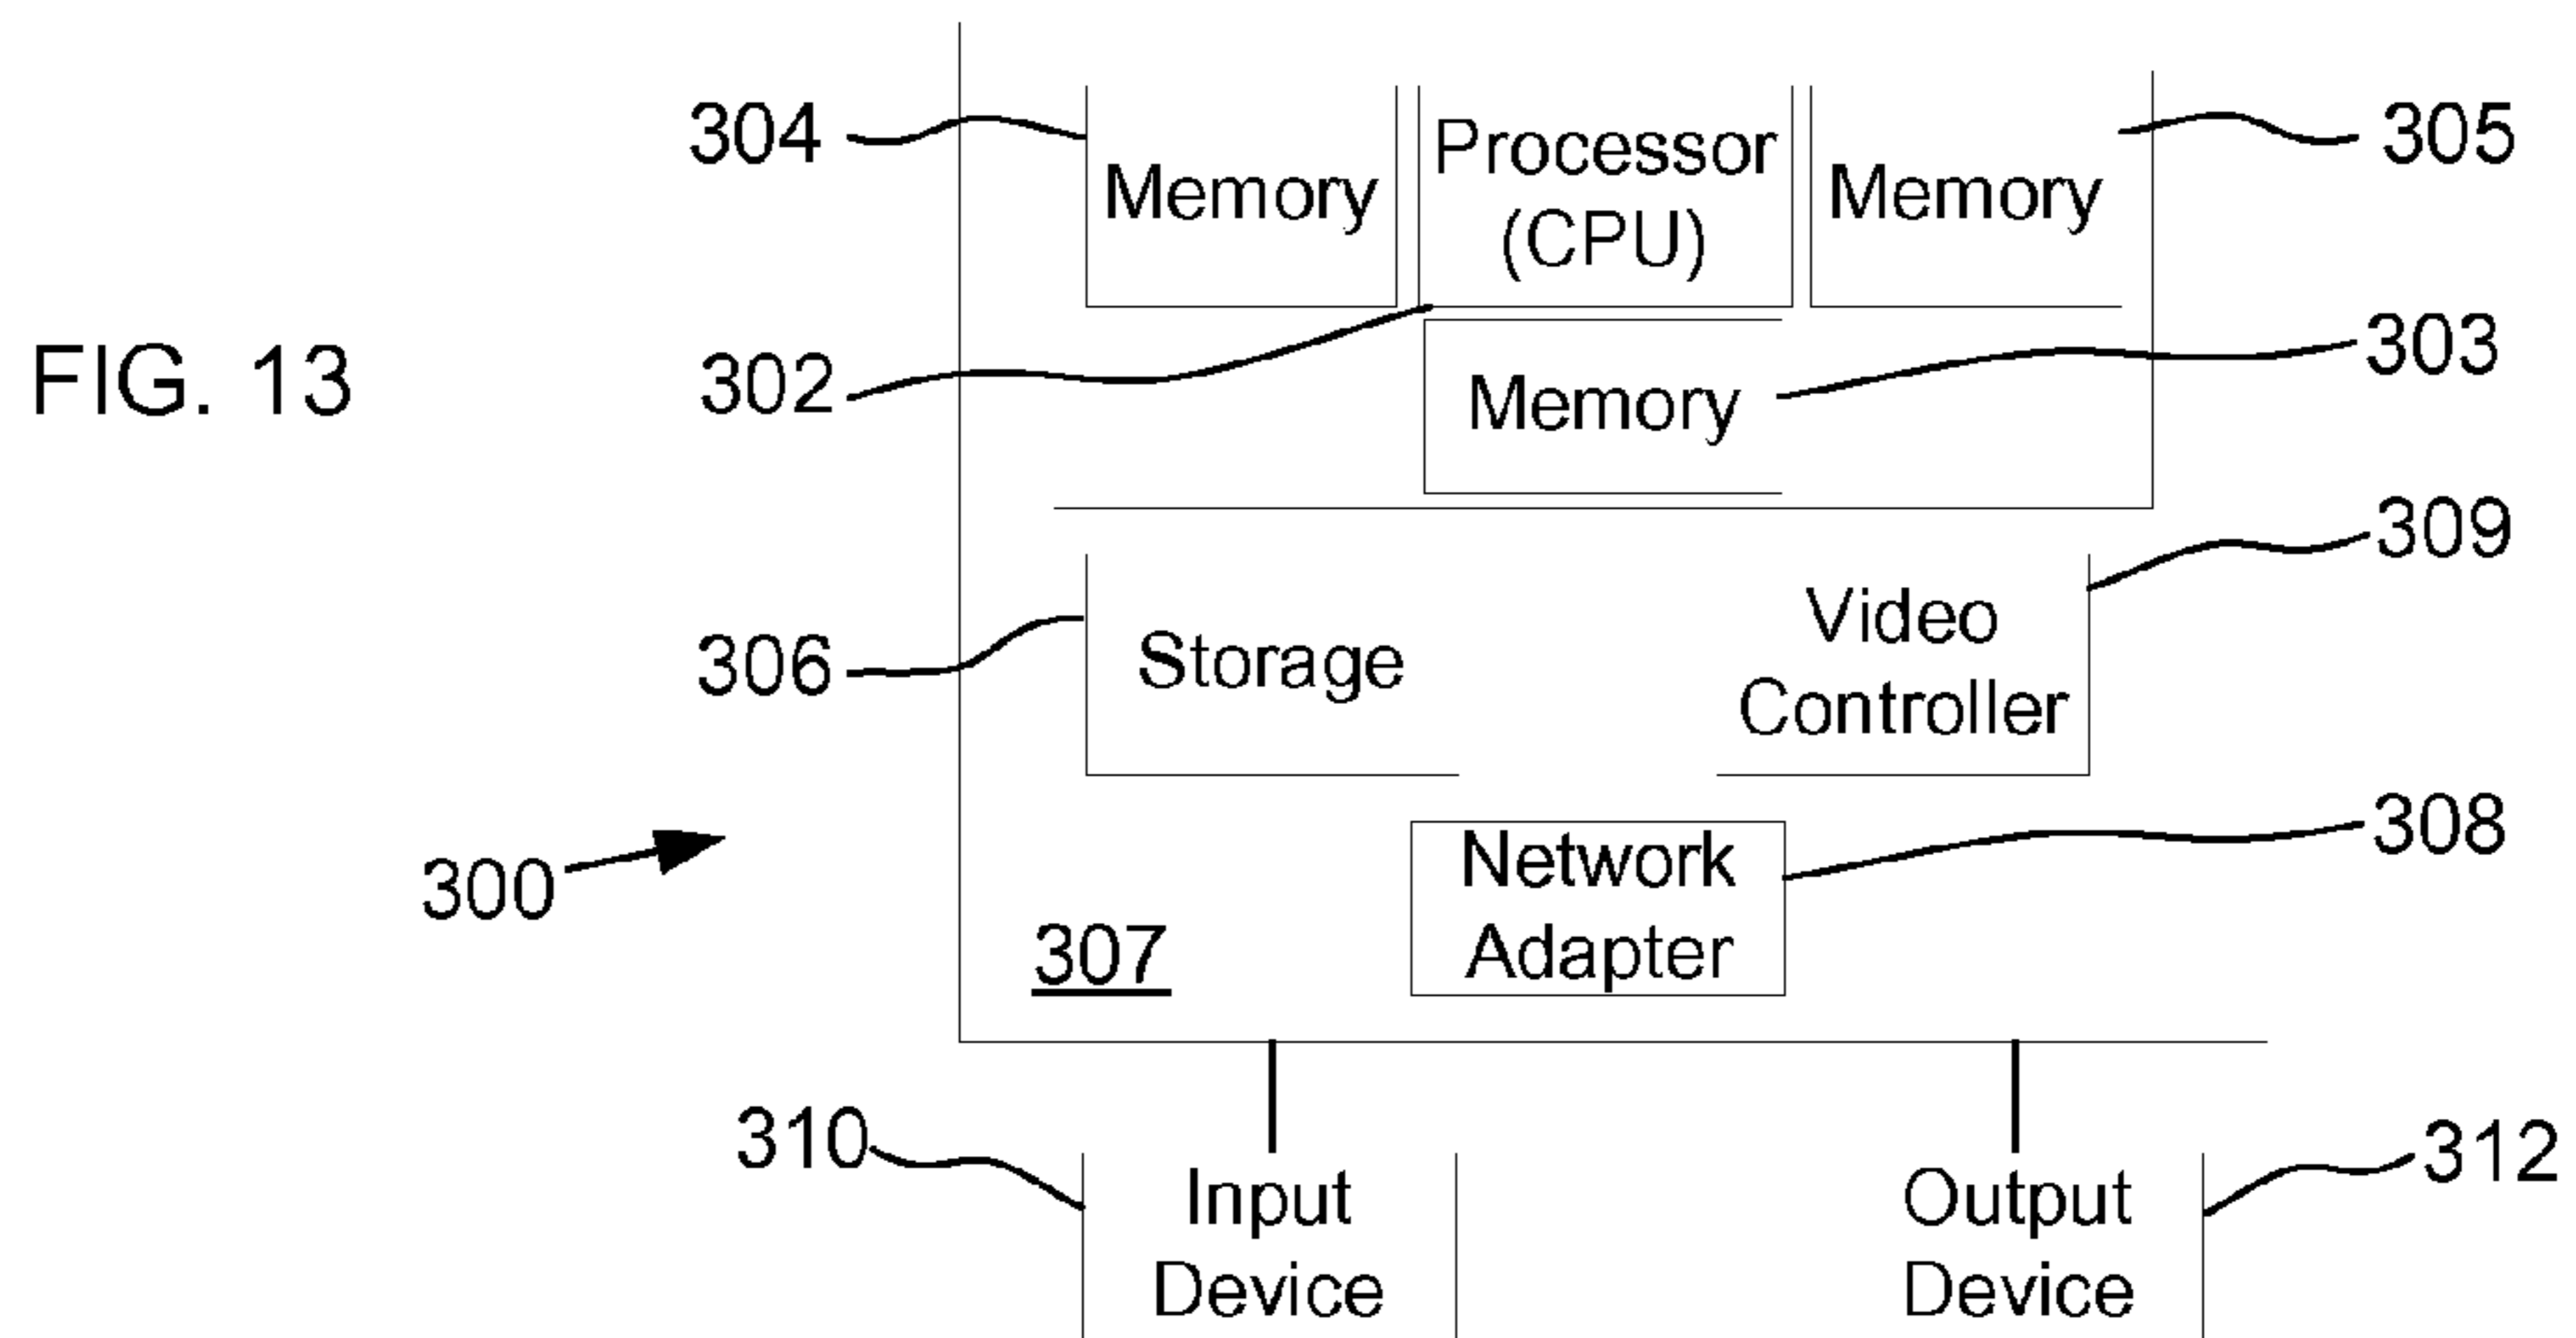 304
Memory
Processor
(CPU)
Memory
305
FIG. 13
302
Memory
303
306
Storage
Video
Controller
309
300
307
Network
Adapter
308
310
Input
Device
Output
Device
312